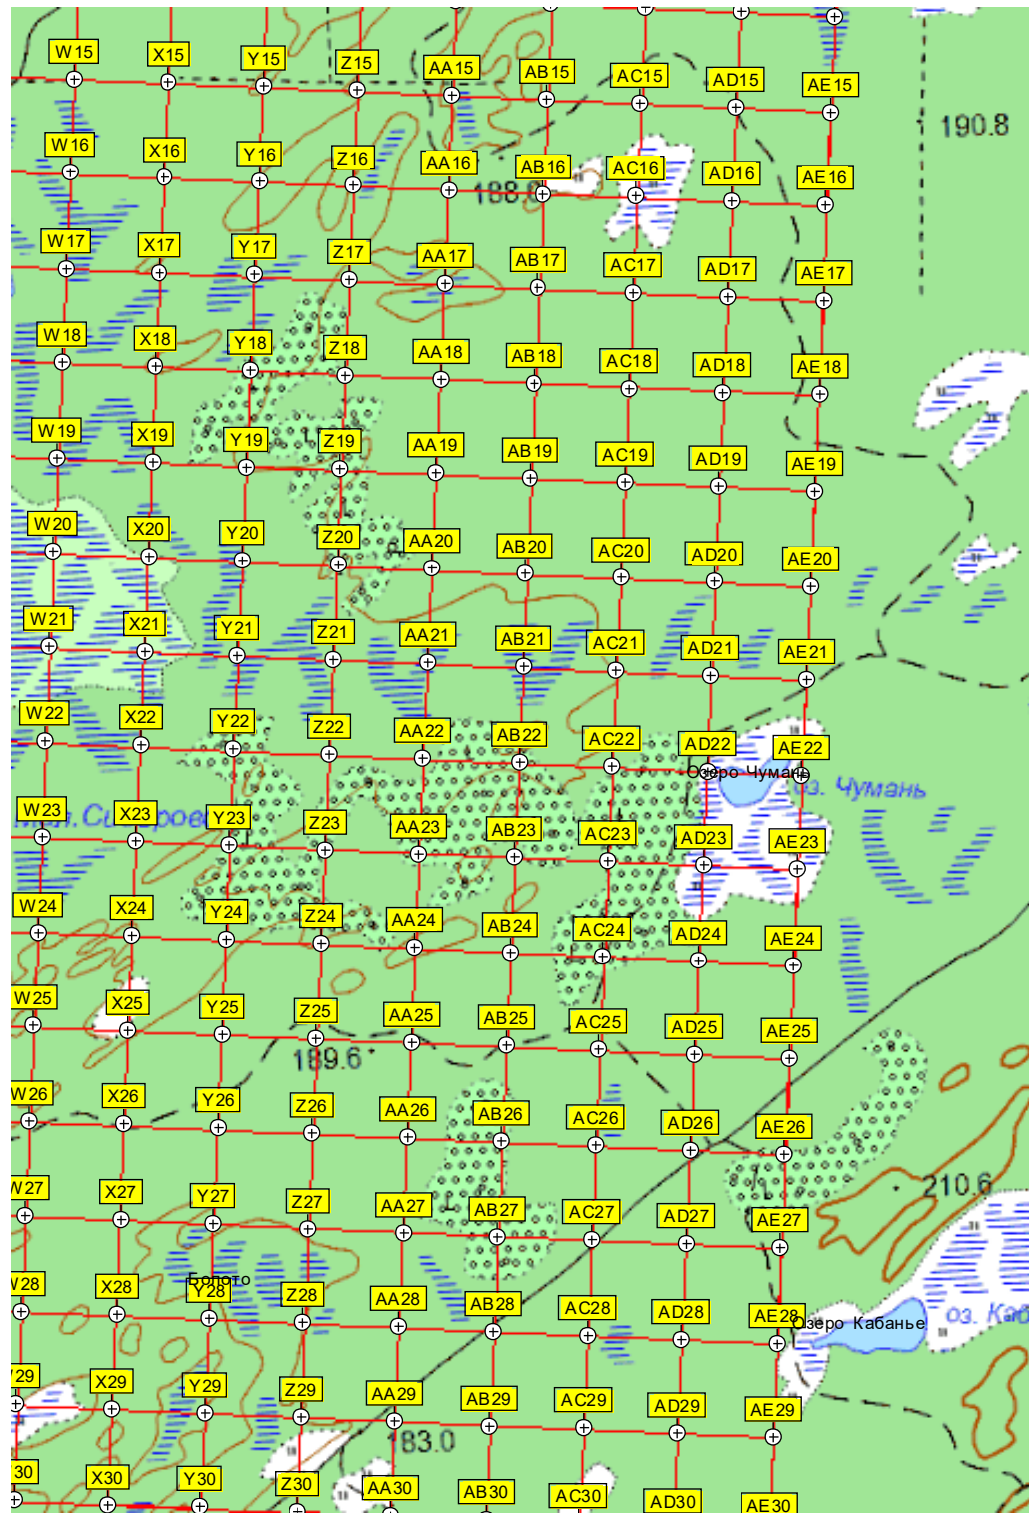 W15 X15 Y15 Z15 AA15 AB15 AC15 AD15 AE15
190.8
W16 X16 Y16 Z16 AA16 AB16 AC16 AD16 AE16
W17 X17 Y17 Z17 AA17 AB17 AC17 AD17 AE17
W18 X18 Y18 Z18 AA18 AB18 AC18 AD18 AE18
W19 X19 Y19 Z19 AA19 AB19 AC19 AD19 AE19
W20 X20 Y20 Z20 AA20 AB20 AC20 AD20 AE20
W21 X21 Y21 Z21 AA21 AB21 AC21 AD21 AE21
W22 X22 Y22 Z22 AA22 AB22 AC22 AD22 AE22
Озеро Чумань
оз. Чумань
W23 X23 Y23 Z23 AA23 AB23 AC23 AD23 AE23
W24 X24 Y24 Z24 AA24 AB24 AC24 AD24 AE24
W25 X25 Y25 Z25 AA25 AB25 AC25 AD25 AE25
189.6
W26 X26 Y26 Z26 AA26 AB26 AC26 AD26 AE26
210.6
W27 X27 Y27 Z27 AA27 AB27 AC27 AD27 AE27
Болото
W28 X28 Y28 Z28 AA28 AB28 AC28 AD28 AE28
Озеро Кабанье
оз. Каб
W29 X29 Y29 Z29 AA29 AB29 AC29 AD29 AE29
183.0
30 X30 Y30 Z30 AA30 AB30 AC30 AD30 AE30